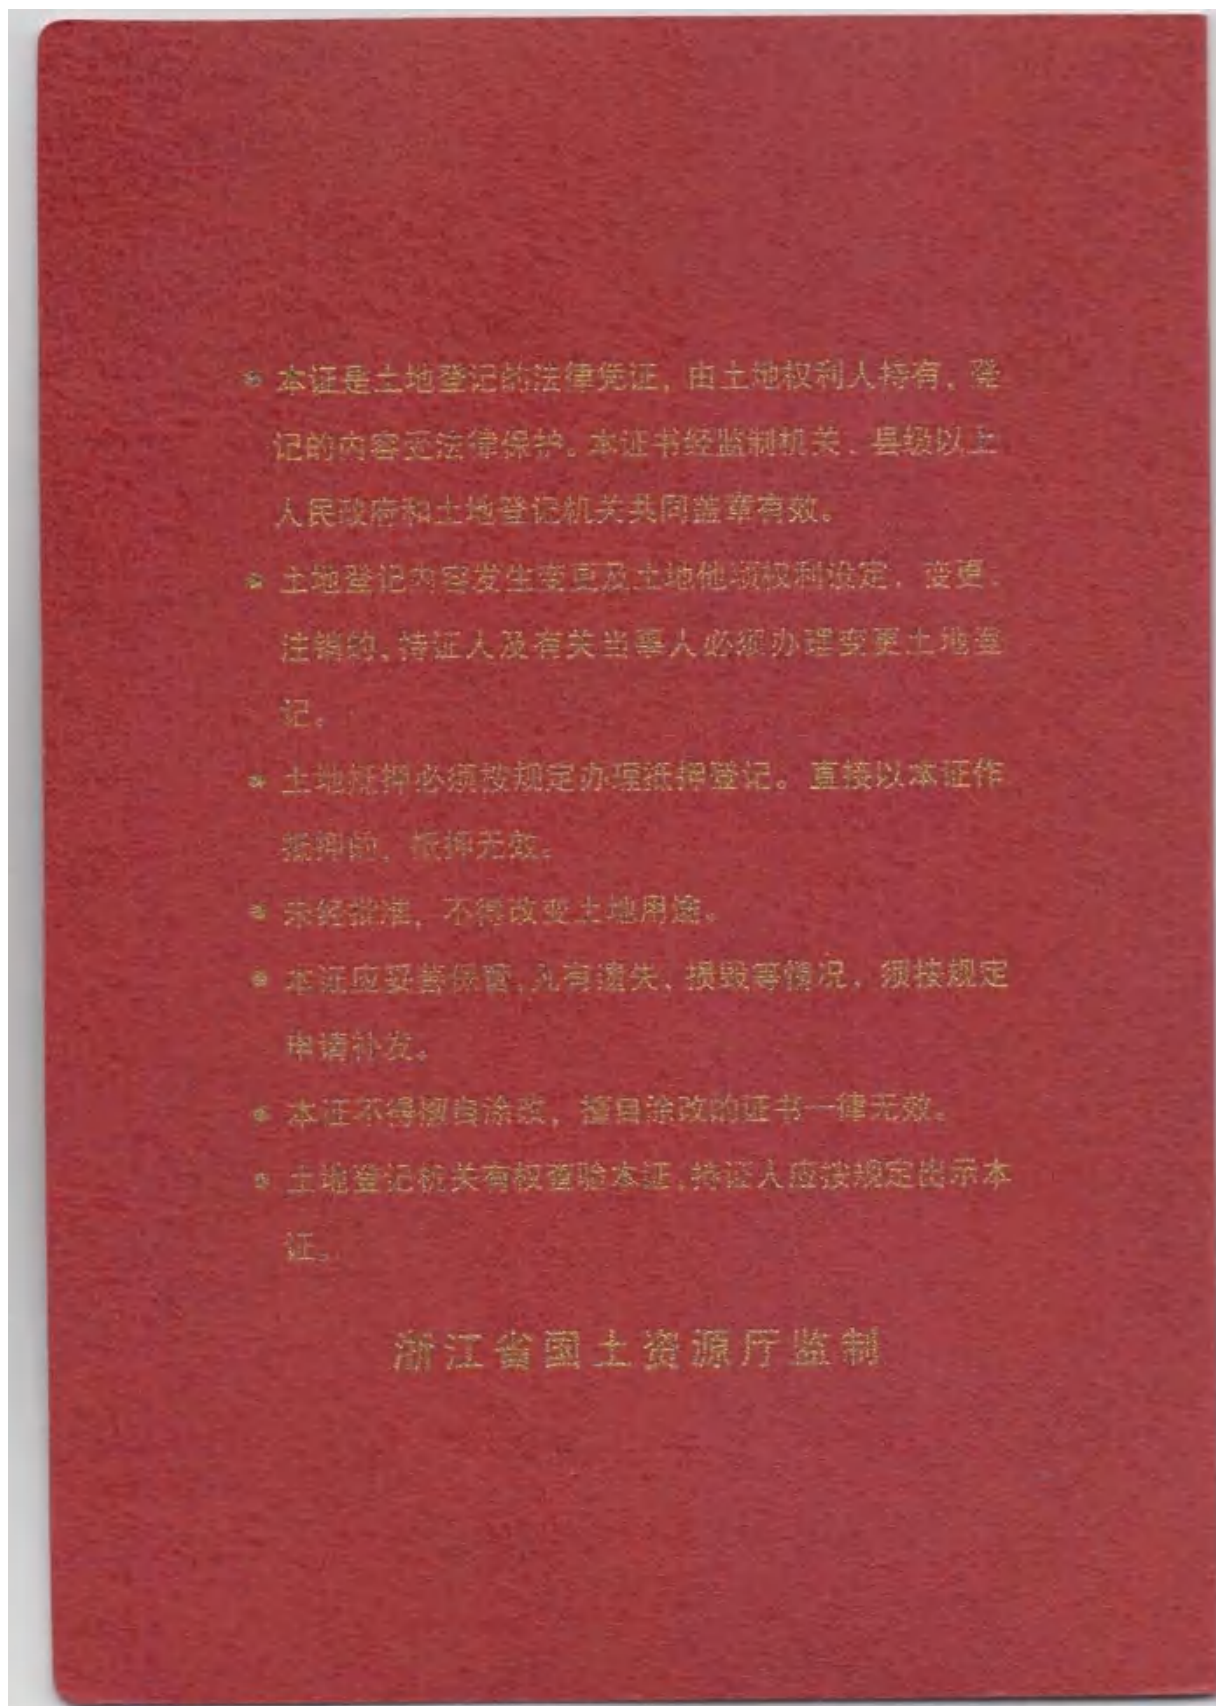 本证是土地登记的法律凭证，由土地权利人持有，登
记的内容受法律保护。本证书经监制机关、县级以上
人民政府和土地登记机关共同盖章有效。
土地登记内容发生变更及土地他项权利设定、变更、
注销的，持证人及有关当事人必须办理变更土地登
记。
土地抵押必须按规定办理抵押登记。直接以本证作
抵押的，抵押无效。
未经批准，不得改变土地用途。
本证应妥善保管，凡有遗失、损毁等情况，须按规定
申请补发。
本证不得擅自涂改，擅自涂改的证书一律无效。
土地登记机关有权查验本证，持证人应按规定出示本
证。
浙江省国土资源厅监制